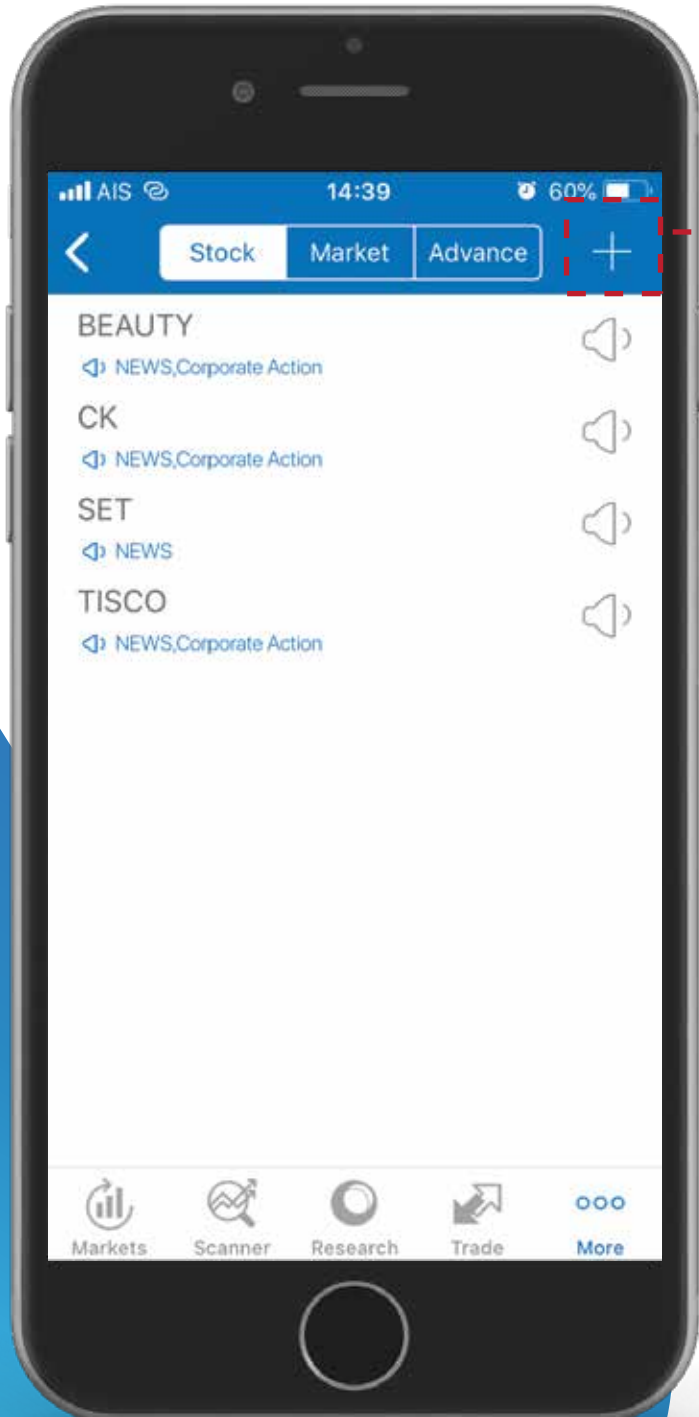 AIS 14:39 60%
Stock Market Advance
BEAUTY
NEWS,Corporate Action
CK
NEWS,Corporate Action
SET
NEWS
TISCO
NEWS,Corporate Action
Markets Scanner Research Trade More